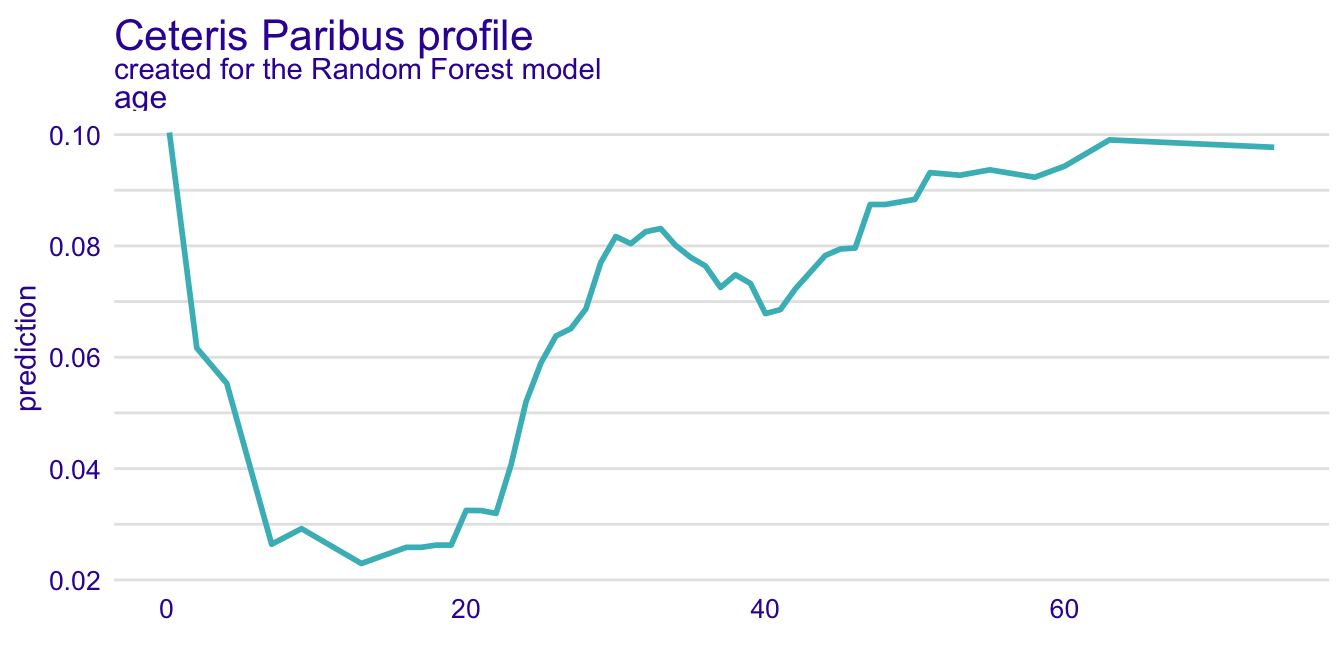 Ceteris Paribus profile
created for the Random Forest model
age
0.10
0.08
0.06
0.04
0.02
prediction
0 20 40 60